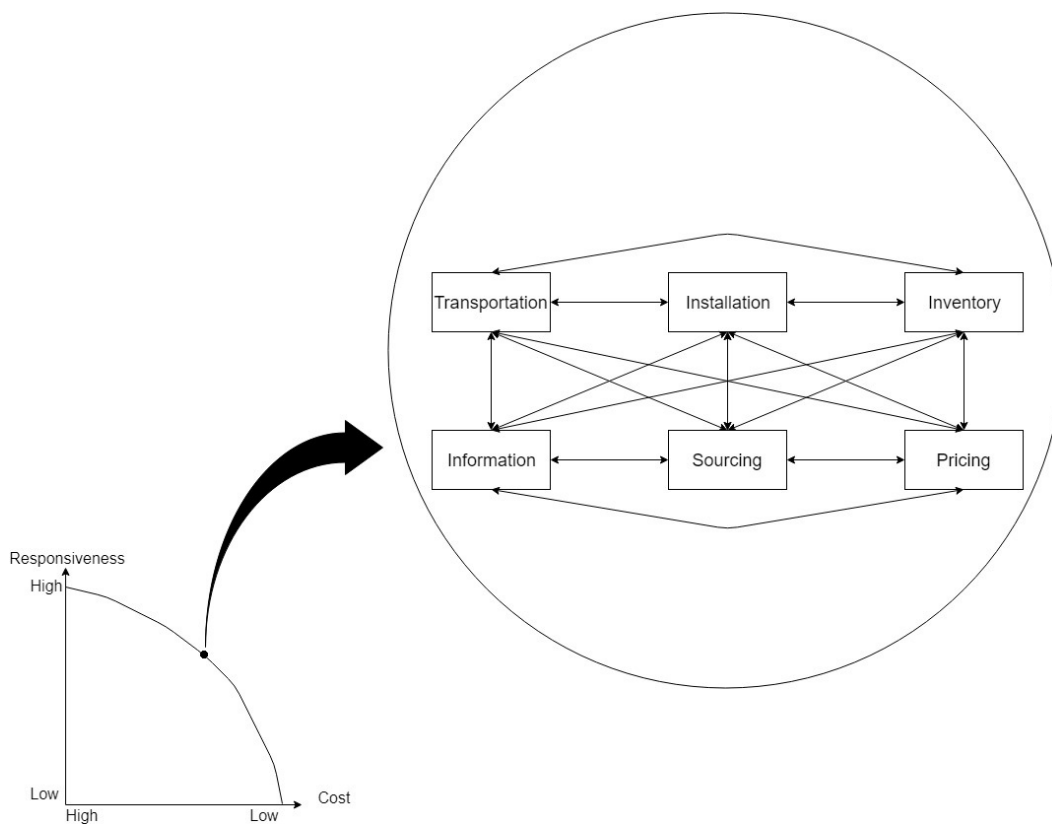 Transportation
Installation
Inventory
Information
Sourcing
Pricing
Responsiveness
High
Low
High
Low
Cost